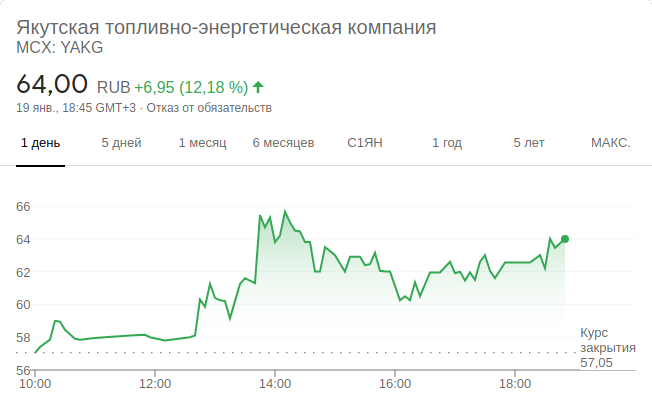 Якутская топливно-энергетическая компания
MCX: YAKG
64,00 RUB +6,95 (12,18 %)
19 янв., 18:45 GMT+3 · Отказ от обязательств
1 день 5 дней 1 месяц 6 месяцев С1ЯН 1 год 5 лет МАКС.
66
64
62
60
58
Курс
закрытия
57,05
56
10:00 12:00 14:00 16:00 18:00